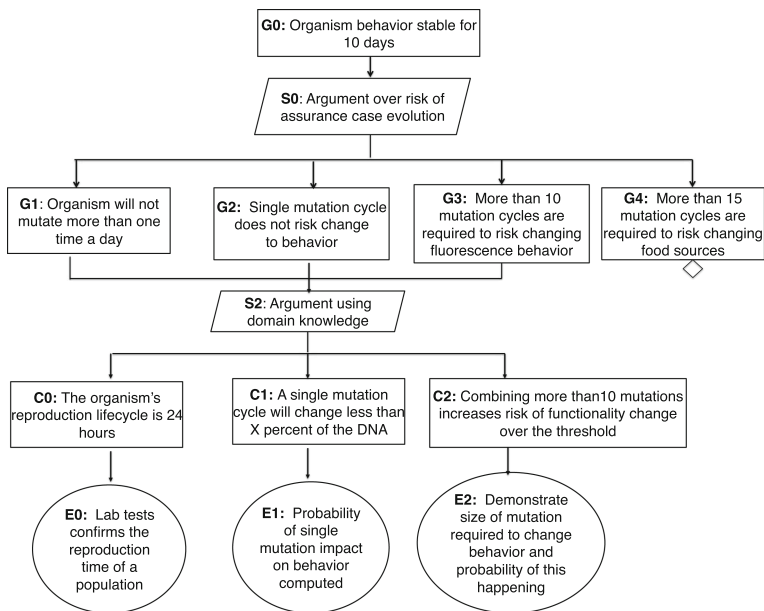 G0: Organism behavior stable for
10 days
S0: Argument over risk of
assurance case evolution
G1: Organism will not
mutate more than one
time a day
G2: Single mutation cycle
does not risk change
to behavior
G3: More than 10
mutation cycles are
required to risk changing
fluorescence behavior
G4: More than 15
mutation cycles are
required to risk changing
food sources
S2: Argument using
domain knowledge
C0: The organism's
reproduction lifecycle is 24
hours
C1: A single mutation
cycle will change less than
X percent of the DNA
C2: Combining more than10 mutations
increases risk of functionality change
over the threshold
E0: Lab tests
confirms the
reproduction
time of a
population
E1: Probability
of single
mutation impact
on behavior
computed
E2: Demonstrate
size of mutation
required to change
behavior and
probability of this
happening